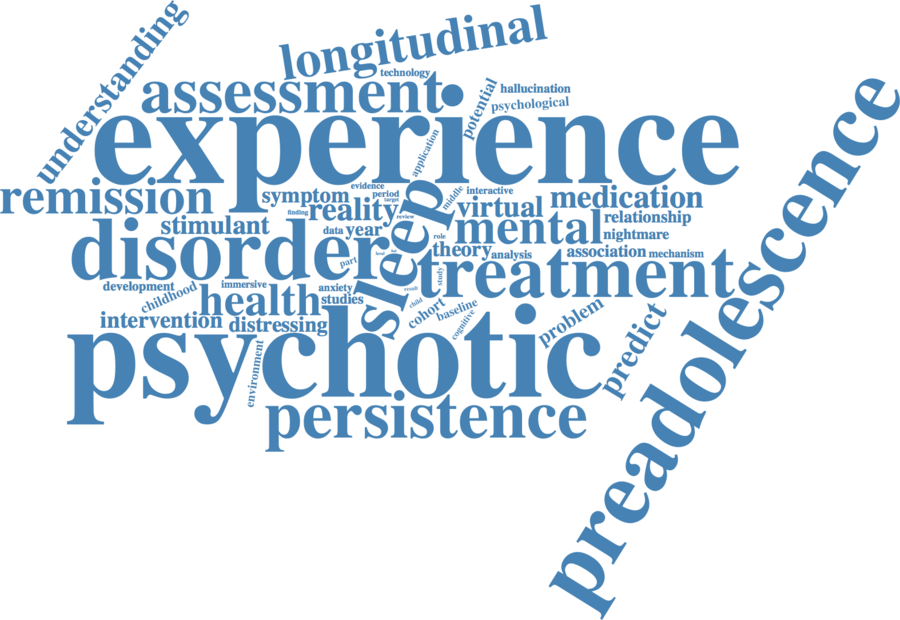 understanding
longitudinal
technology
assessment
potential
hallucination
psychological
experience
application
preadolescence
remission
symptom
evidence
period
target
middle
interactive
medication
finding
reality
review
virtual
relationship
stimulant
data
year
sleep
role
mental
nightmare
disorder
part
level
theory
analysis
association
mechanism
treatment
study
development
childhood
immersive
health
anxiety
studies
result
child
cohort
baseline
cognitive
problem
predict
intervention
distressing
environment
psychotic
persistence